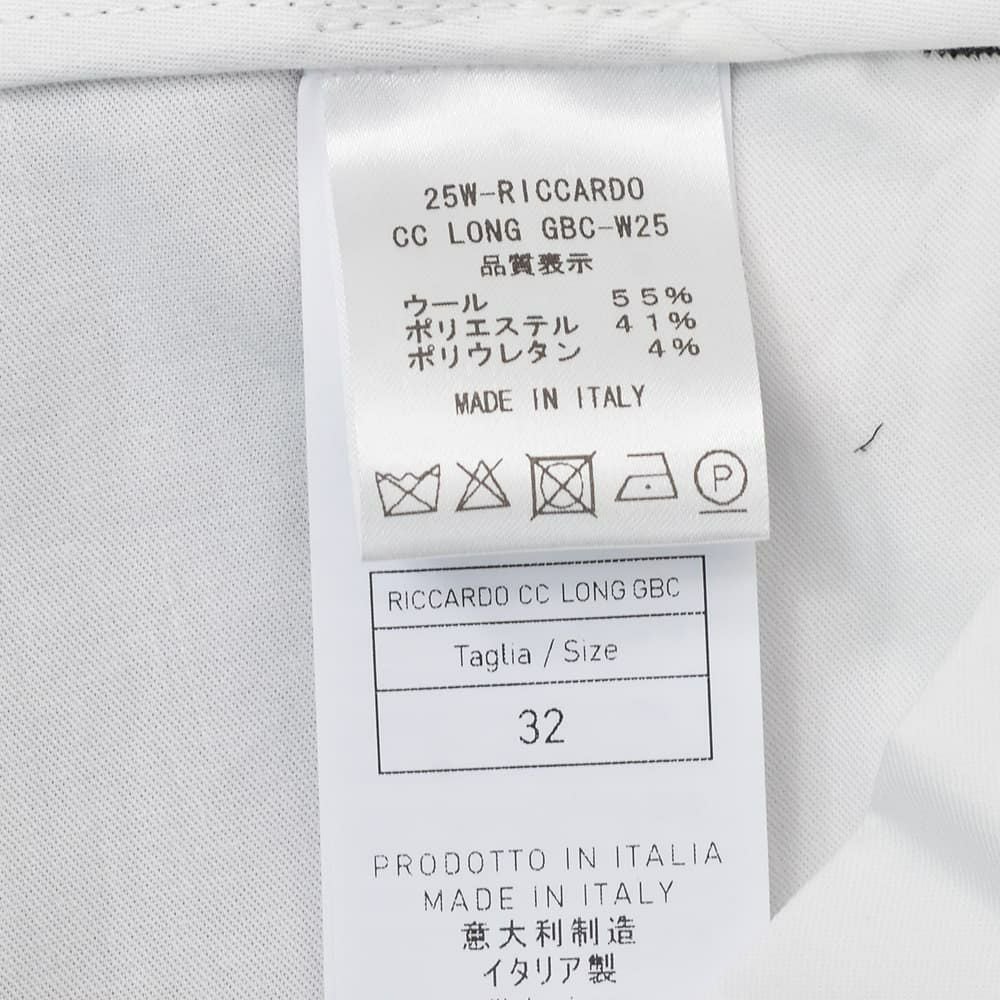 25W-RICCARDO
CC LONG GBC-W25
品質表示
ウール 55%
ポリエステル 41%
ポリウレタン 4%
MADE IN ITALY
P
RICCARDO CC LONG GBC
Taglia / Size
32
PRODOTTO IN ITALIA
MADE IN ITALY
意大利制造
イタリア製